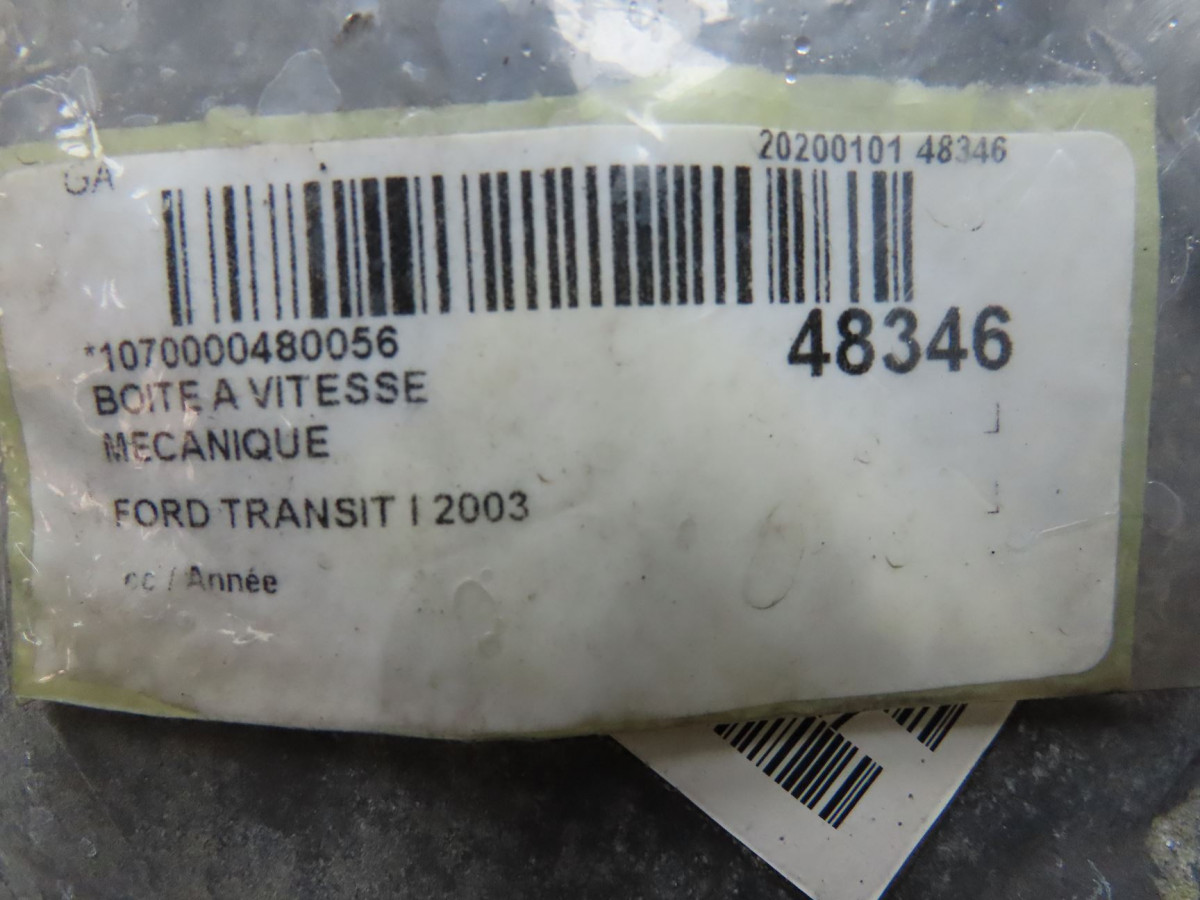 20200101 48346
GA
*1070000480056
48346
BOITE A VITESSE
MECANIQUE
FORD TRANSIT I 2003
cc / Année